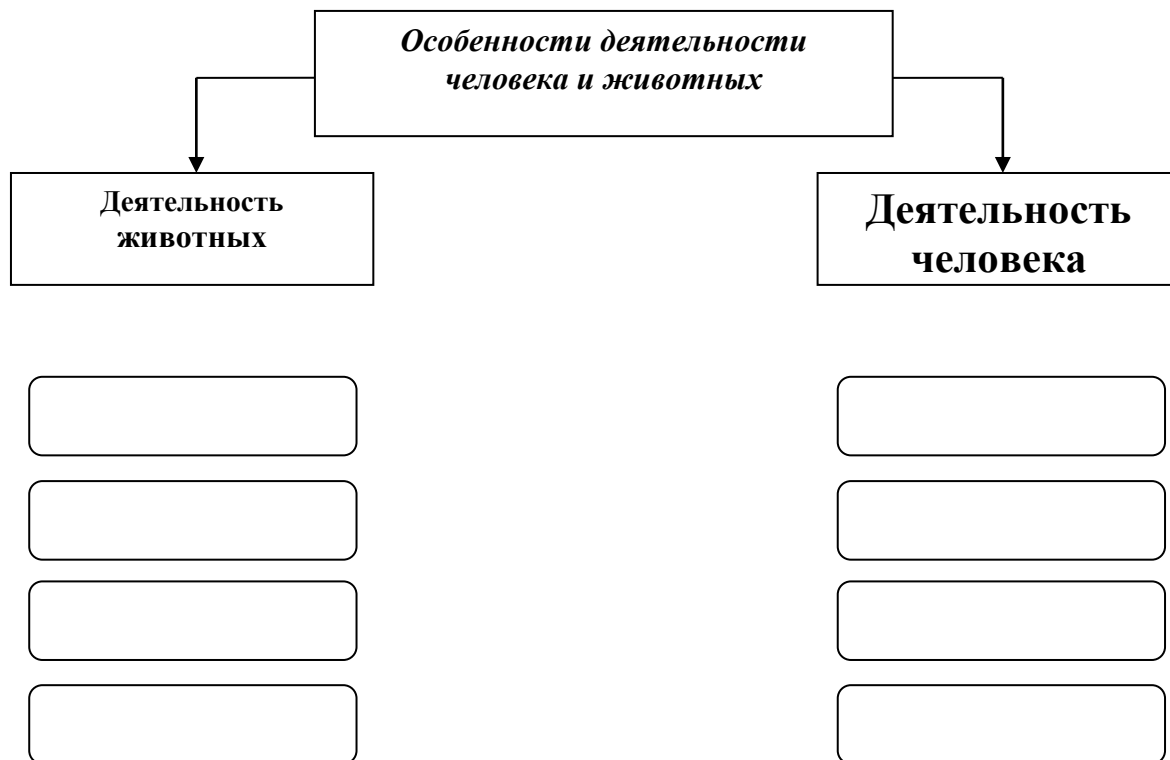 Особенности деятельности
человека и животных
Деятельность
животных
Деятельность
человека